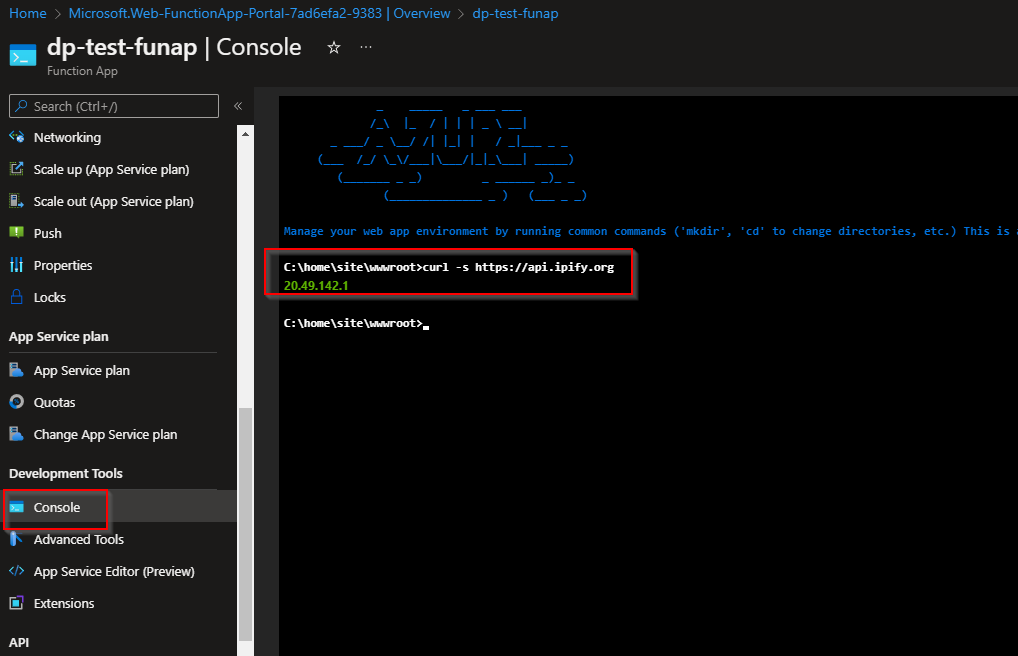 Home > Microsoft.Web-FunctionApp-Portal-7ad6efa2-9383 | Overview > dp-test-funap
dp-test-funap | Console ☆ ...
Function App
Search (Ctrl+/)
«
Networking
Scale up (App Service plan)
Scale out (App Service plan)
Push
Properties
Locks
App Service plan
App Service plan
Quotas
Change App Service plan
Development Tools
Console
Advanced Tools
App Service Editor (Preview)
Extensions
API
Manage your web app environment by running common commands ('mkdir', 'cd' to change directories, etc.) This is
C:\home\site\wwwroot>curl -s https://api.ipify.org
20.49.142.1
C:\home\site\wwwroot>